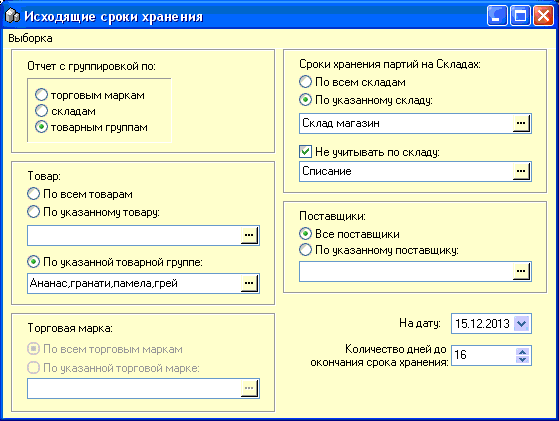 Исходящие сроки хранения
Выборка
Отчет с группировкой по:
торговым маркам
складам
товарным группам
Товар:
По всем товарам
По указанному товару:
...
По указанной товарной группе:
Ананас,гранати,памела,грей
...
Торговая марка:
По всем торговым маркам
По указанной торговой марке:
...
Сроки хранения партий на Складах:
По всем складам
По указанному складу:
Склад магазин
...
Не учитывать по складу:
Списание
...
Поставщики:
Все поставщики
По указанному поставщику:
...
На дату:
15.12.2013
Количество дней до
окончания срока хранения:
16